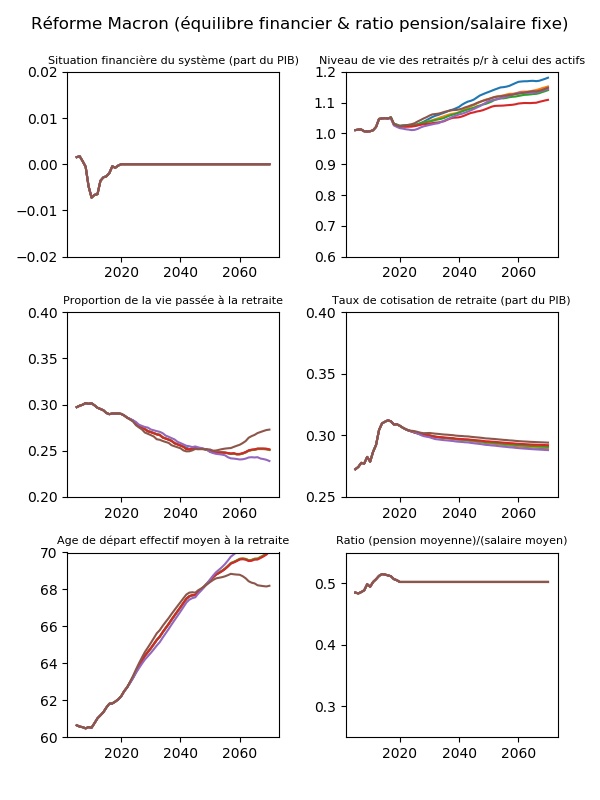 Réforme Macron (équilibre financier & ratio pension/salaire fixe)
Situation financière du système (part du PIB)
0.02
0.01
0.00
−0.01
−0.02
2020 2040 2060
Niveau de vie des retraités p/r à celui des actifs
1.2
1.1
1.0
0.9
0.8
0.7
0.6
2020 2040 2060
Proportion de la vie passée à la retraite
0.40
0.35
0.30
0.25
0.20
2020 2040 2060
Taux de cotisation de retraite (part du PIB)
0.40
0.35
0.30
0.25
2020 2040 2060
Age de départ effectif moyen à la retraite
70
68
66
64
62
60
2020 2040 2060
Ratio (pension moyenne)/(salaire moyen)
0.5
0.4
0.3
2020 2040 2060